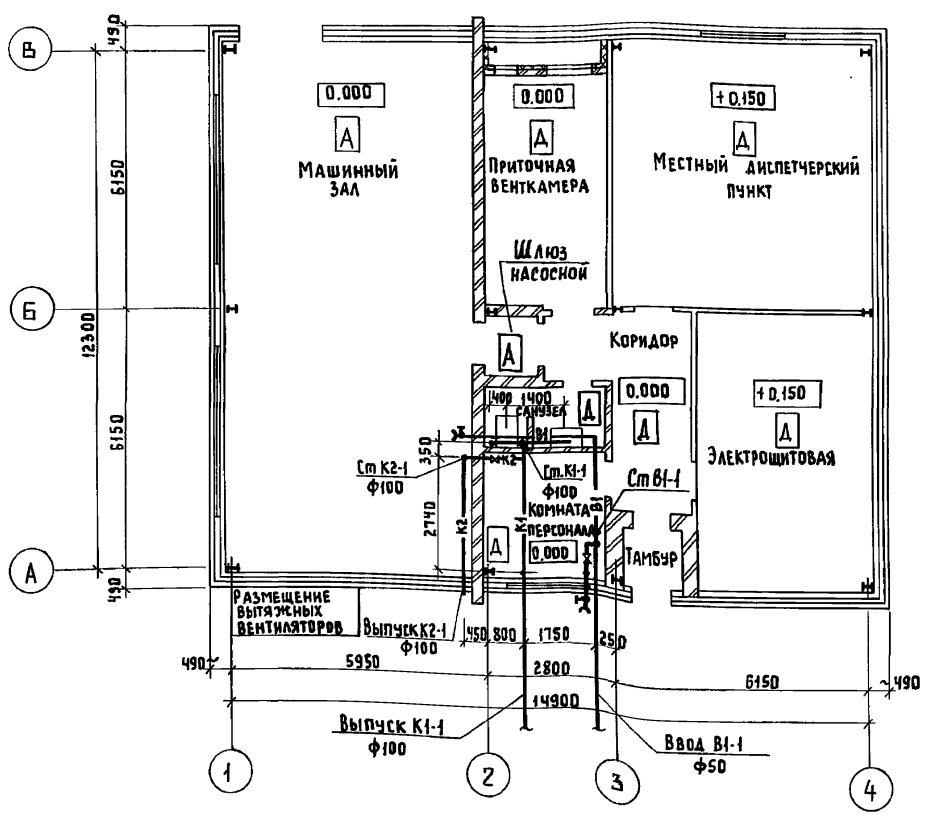 490
В
0.000
0.000
+0.150
А
Д
Д
Машинный
зал
Приточная
венткамера
Местный диспетчерский
пункт
6150
Шлюз
насосной
Б
12300
Коридор
А
0.000
+0.150
400
1400
санузел
Д
Д
Д
В1
350
6150
К2
Электрощитовая
Ст К2-1
ф100
Ст.К1-1
ф100
Ст В1-1
2740
К2
К1
В1
Комната
персонала
Д
0.000
Тамбур
А
490
Размещение
вытяжных
вентиляторов
Выпуск К2-1
ф100
450
800
1750
250
490
5950
2800
6150
490
14900
Выпуск К1-1
ф100
Ввод В1-1
ф50
1
2
3
4